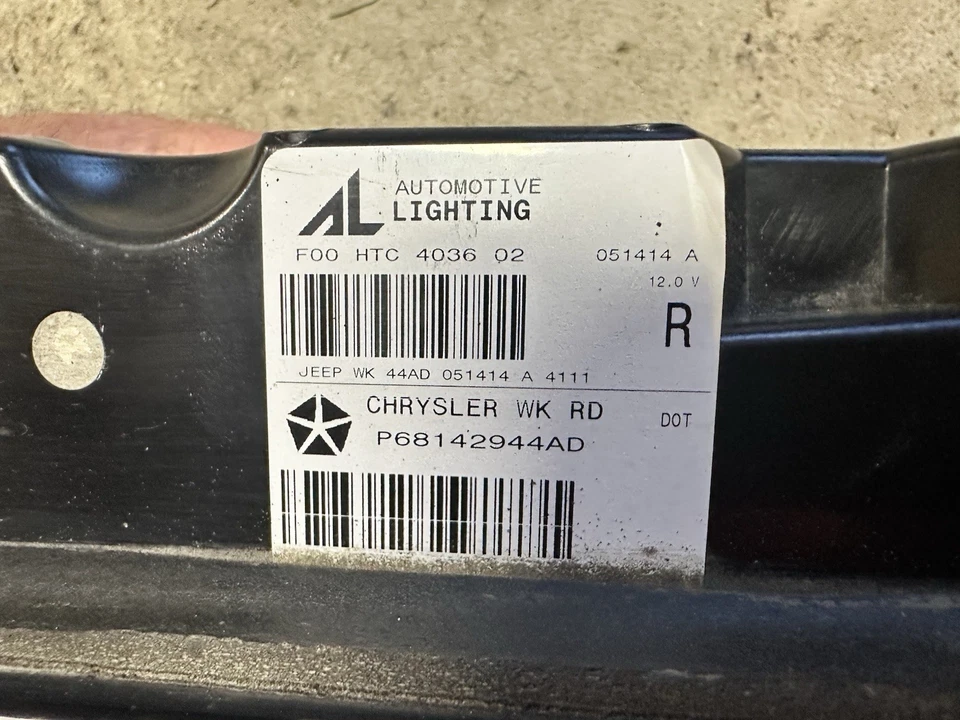 AL AUTOMOTIVE
LIGHTING
F00 HTC 4036 02 051414 A
12.0 V
R
JEEP WK 44AD 051414 A 4111
CHRYSLER WK RD DOT
P68142944AD